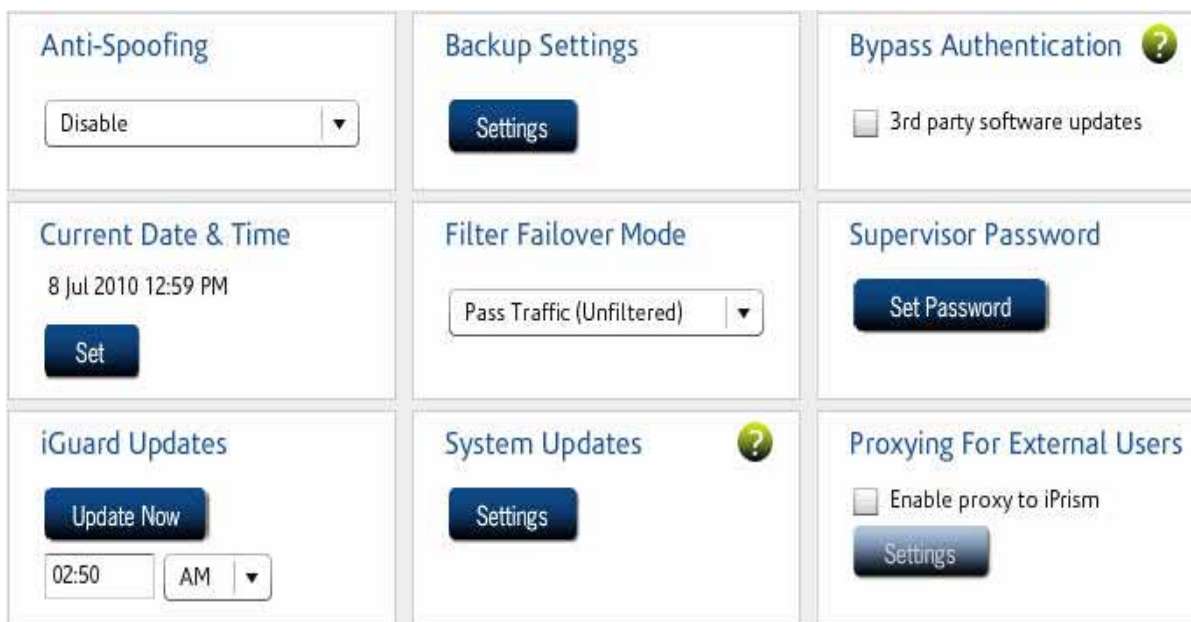 Anti-Spoofing
Disable
Backup Settings
Settings
Bypass Authentication ?
3rd party software updates
Current Date & Time
8 Jul 2010 12:59 PM
Set
Filter Failover Mode
Pass Traffic (Unfiltered)
Supervisor Password
Set Password
iGuard Updates
Update Now
02:50 AM
System Updates ?
Settings
Proxying For External Users
Enable proxy to iPrism
Settings